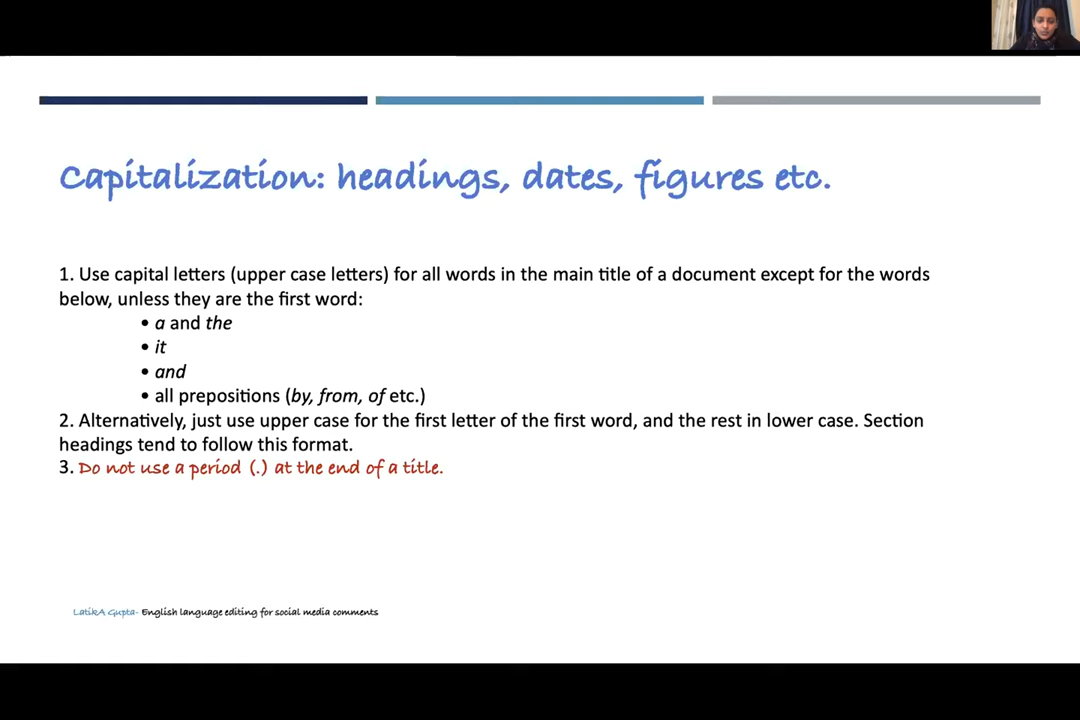 Capitalization: headings, dates, figures etc.
1. Use capital letters (upper case letters) for all words in the main title of a document except for the words
below, unless they are the first word:
• a and the
• it
• and
• all prepositions (by, from, of etc.)
2. Alternatively, just use upper case for the first letter of the first word, and the rest in lower case. Section
headings tend to follow this format.
3. Do not use a period (.) at the end of a title.
LatikA Gupta- English language editing for social media comments